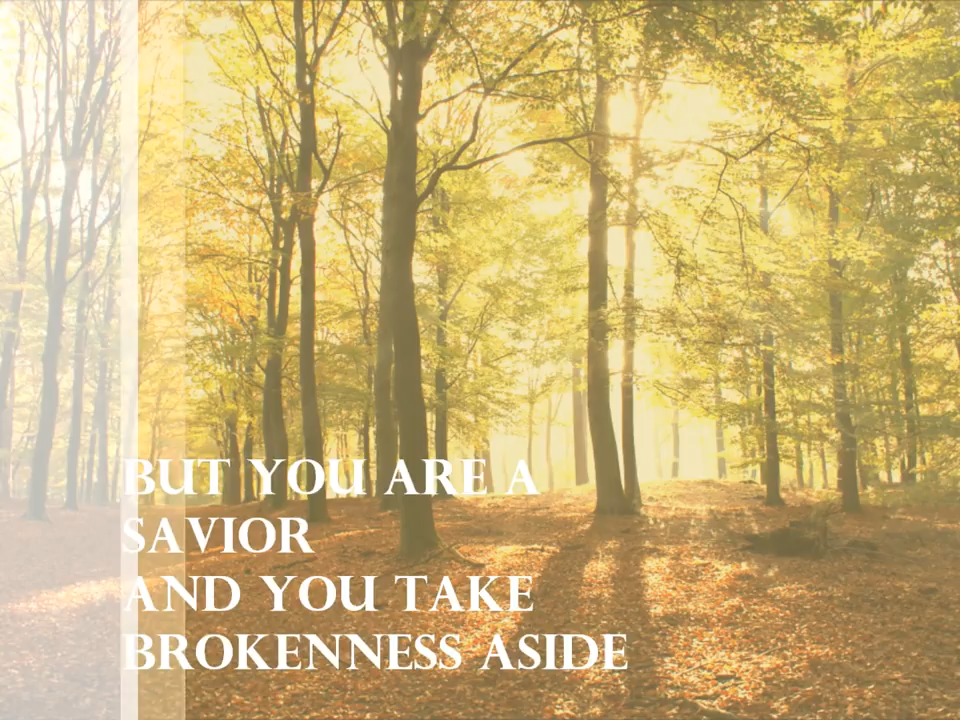 BUT YOU ARE A
SAVIOR
AND YOU TAKE
BROKENNESS ASIDE